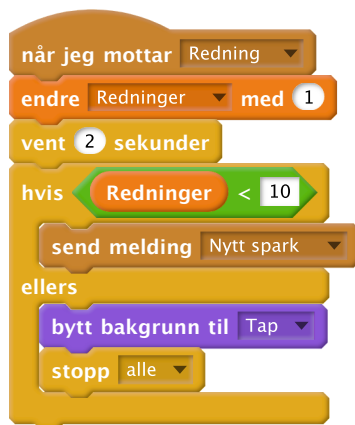 når jeg mottar Redning
endre Redninger med 1
vent 2 sekunder
hvis Redninger < 10
send melding Nytt spark
ellers
bytt bakgrunn til Tap
stopp alle